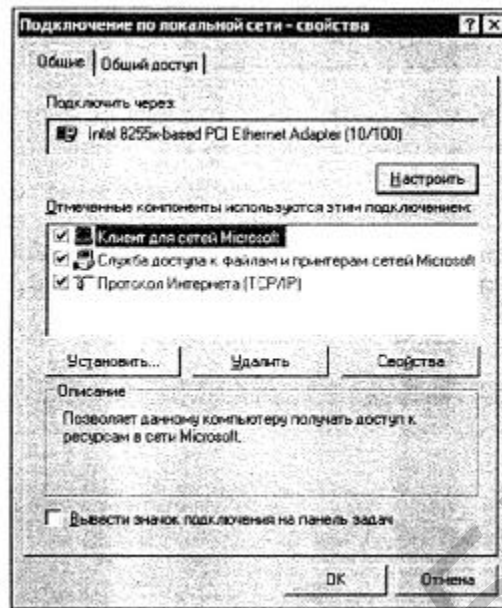 Подключение по локальной сети - свойства
Общие Общий доступ
Подключить через:
Intel 8255x-based PCI Ethernet Adapter (10/100)
Настроить
Отмеченные компоненты используются этим подключением:
Клиент для сетей Microsoft
Служба доступа к файлам и принтерам сетей Microsoft
Протокол Интернета (TCP/IP)
Установить... Удалить Свойства
Описание
Позволяет данному компьютеру получать доступ к
ресурсам в сети Microsoft.
Вывести значок подключения на панель задач
OK Отмена